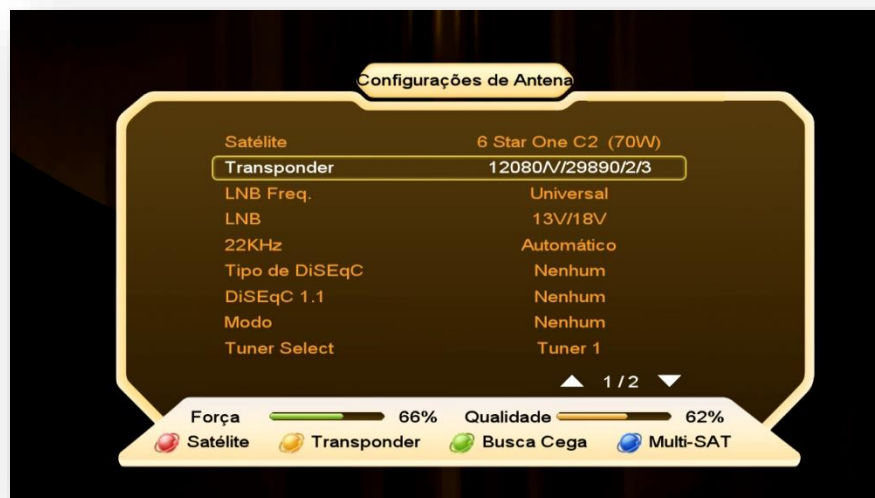 Configurações de Antena
Satélite 6 Star One C2 (70W)
Transponder 12080/V/29890/2/3
LNB Freq. Universal
LNB 13V/18V
22KHz Automático
Tipo de DiSEqC Nenhum
DiSEqC 1.1 Nenhum
Modo Nenhum
Tuner Select Tuner 1
1/2
Força 66% Qualidade 62%
Satélite Transponder Busca Cega Multi-SAT